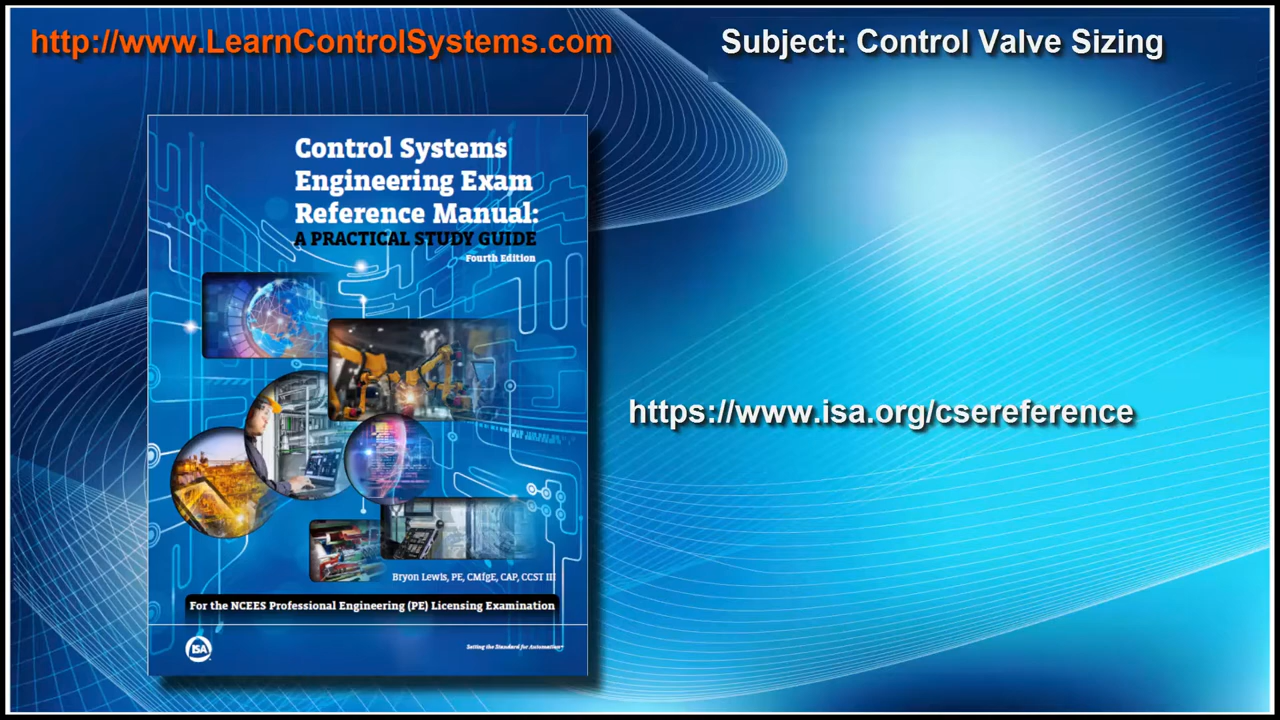 http://www.LearnControlSystems.com
Subject: Control Valve Sizing
Control Systems
Engineering Exam
Reference Manual:
A PRACTICAL STUDY GUIDE
Fourth Edition
https://www.isa.org/csereference
Bryon Lewis, PE, CMfgE, CAP, CCST III
For the NCEES Professional Engineering (PE) Licensing Examination
ISA
Setting the Standard for Automation™